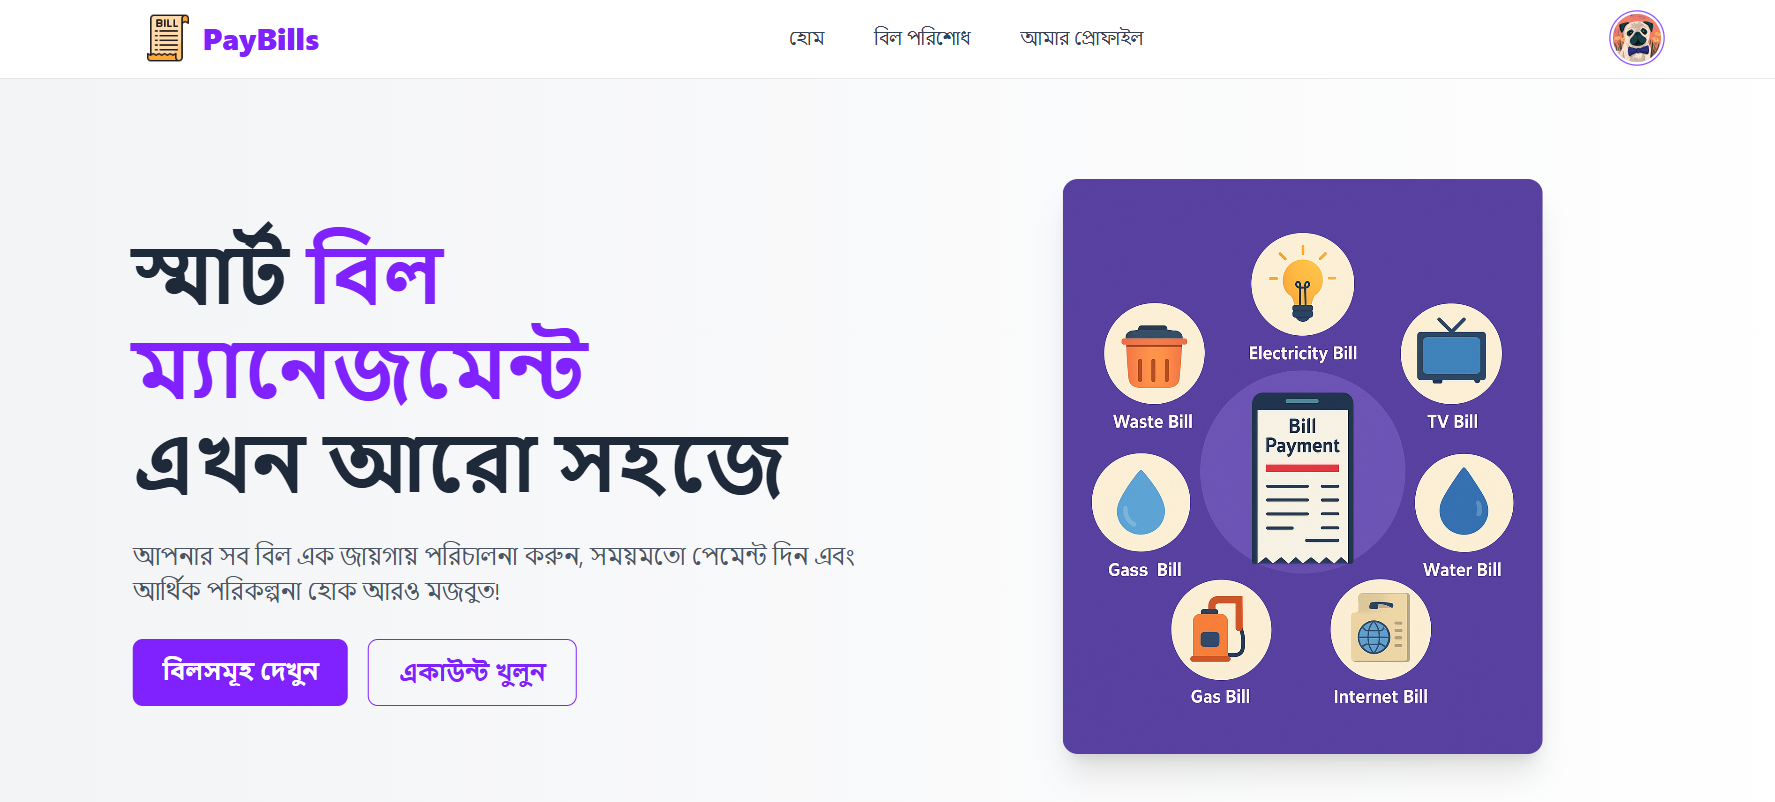 BILL
PayBills
হোম
বিল পরিশোধ
আমার প্রোফাইল
স্মার্ট বিল
ম্যানেজমেন্ট
এখন আরো সহজে
আপনার সব বিল এক জায়গায় পরিচালনা করুন, সময়মতো পেমেন্ট দিন এবং
আর্থিক পরিকল্পনা হোক আরও মজবুত!
বিলসমূহ দেখুন
একাউন্ট খুলুন
Electricity Bill
Waste Bill
TV Bill
Bill
Payment
Gass Bill
Water Bill
Gas Bill
Internet Bill